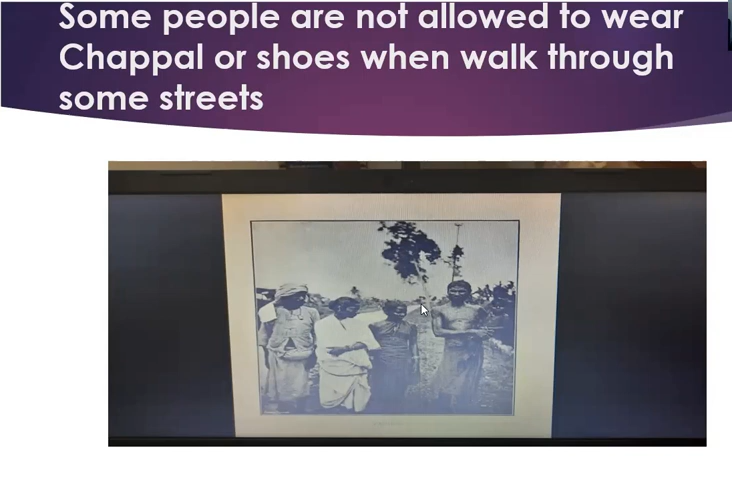 Some people are not allowed to wear
Chappal or shoes when walk through
some streets